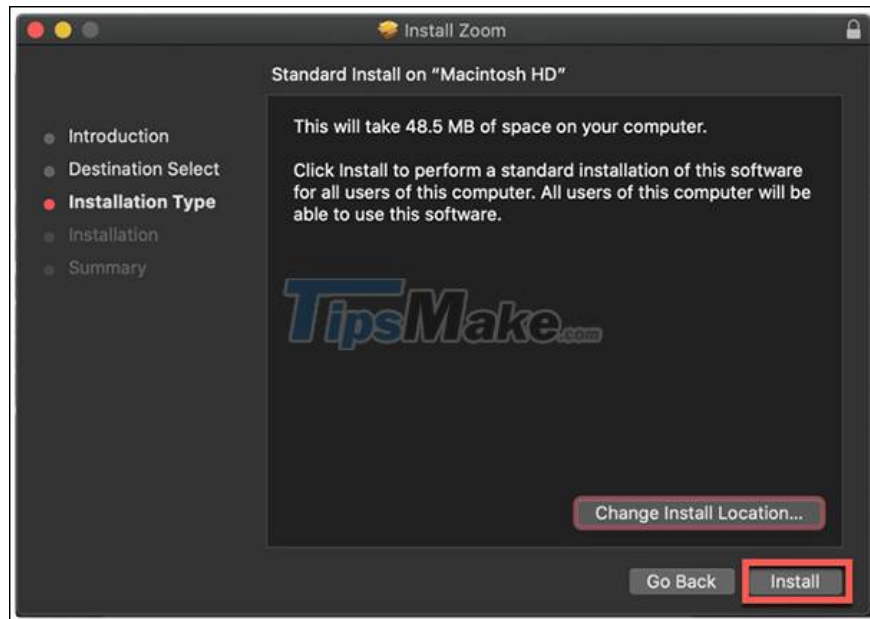 Install Zoom
Standard Install on “Macintosh HD”
Introduction
Destination Select
Installation Type
Installation
Summary
This will take 48.5 MB of space on your computer.
Click Install to perform a standard installation of this software
for all users of this computer. All users of this computer will be
able to use this software.
TipsMake.com
Change Install Location...
Go Back
Install